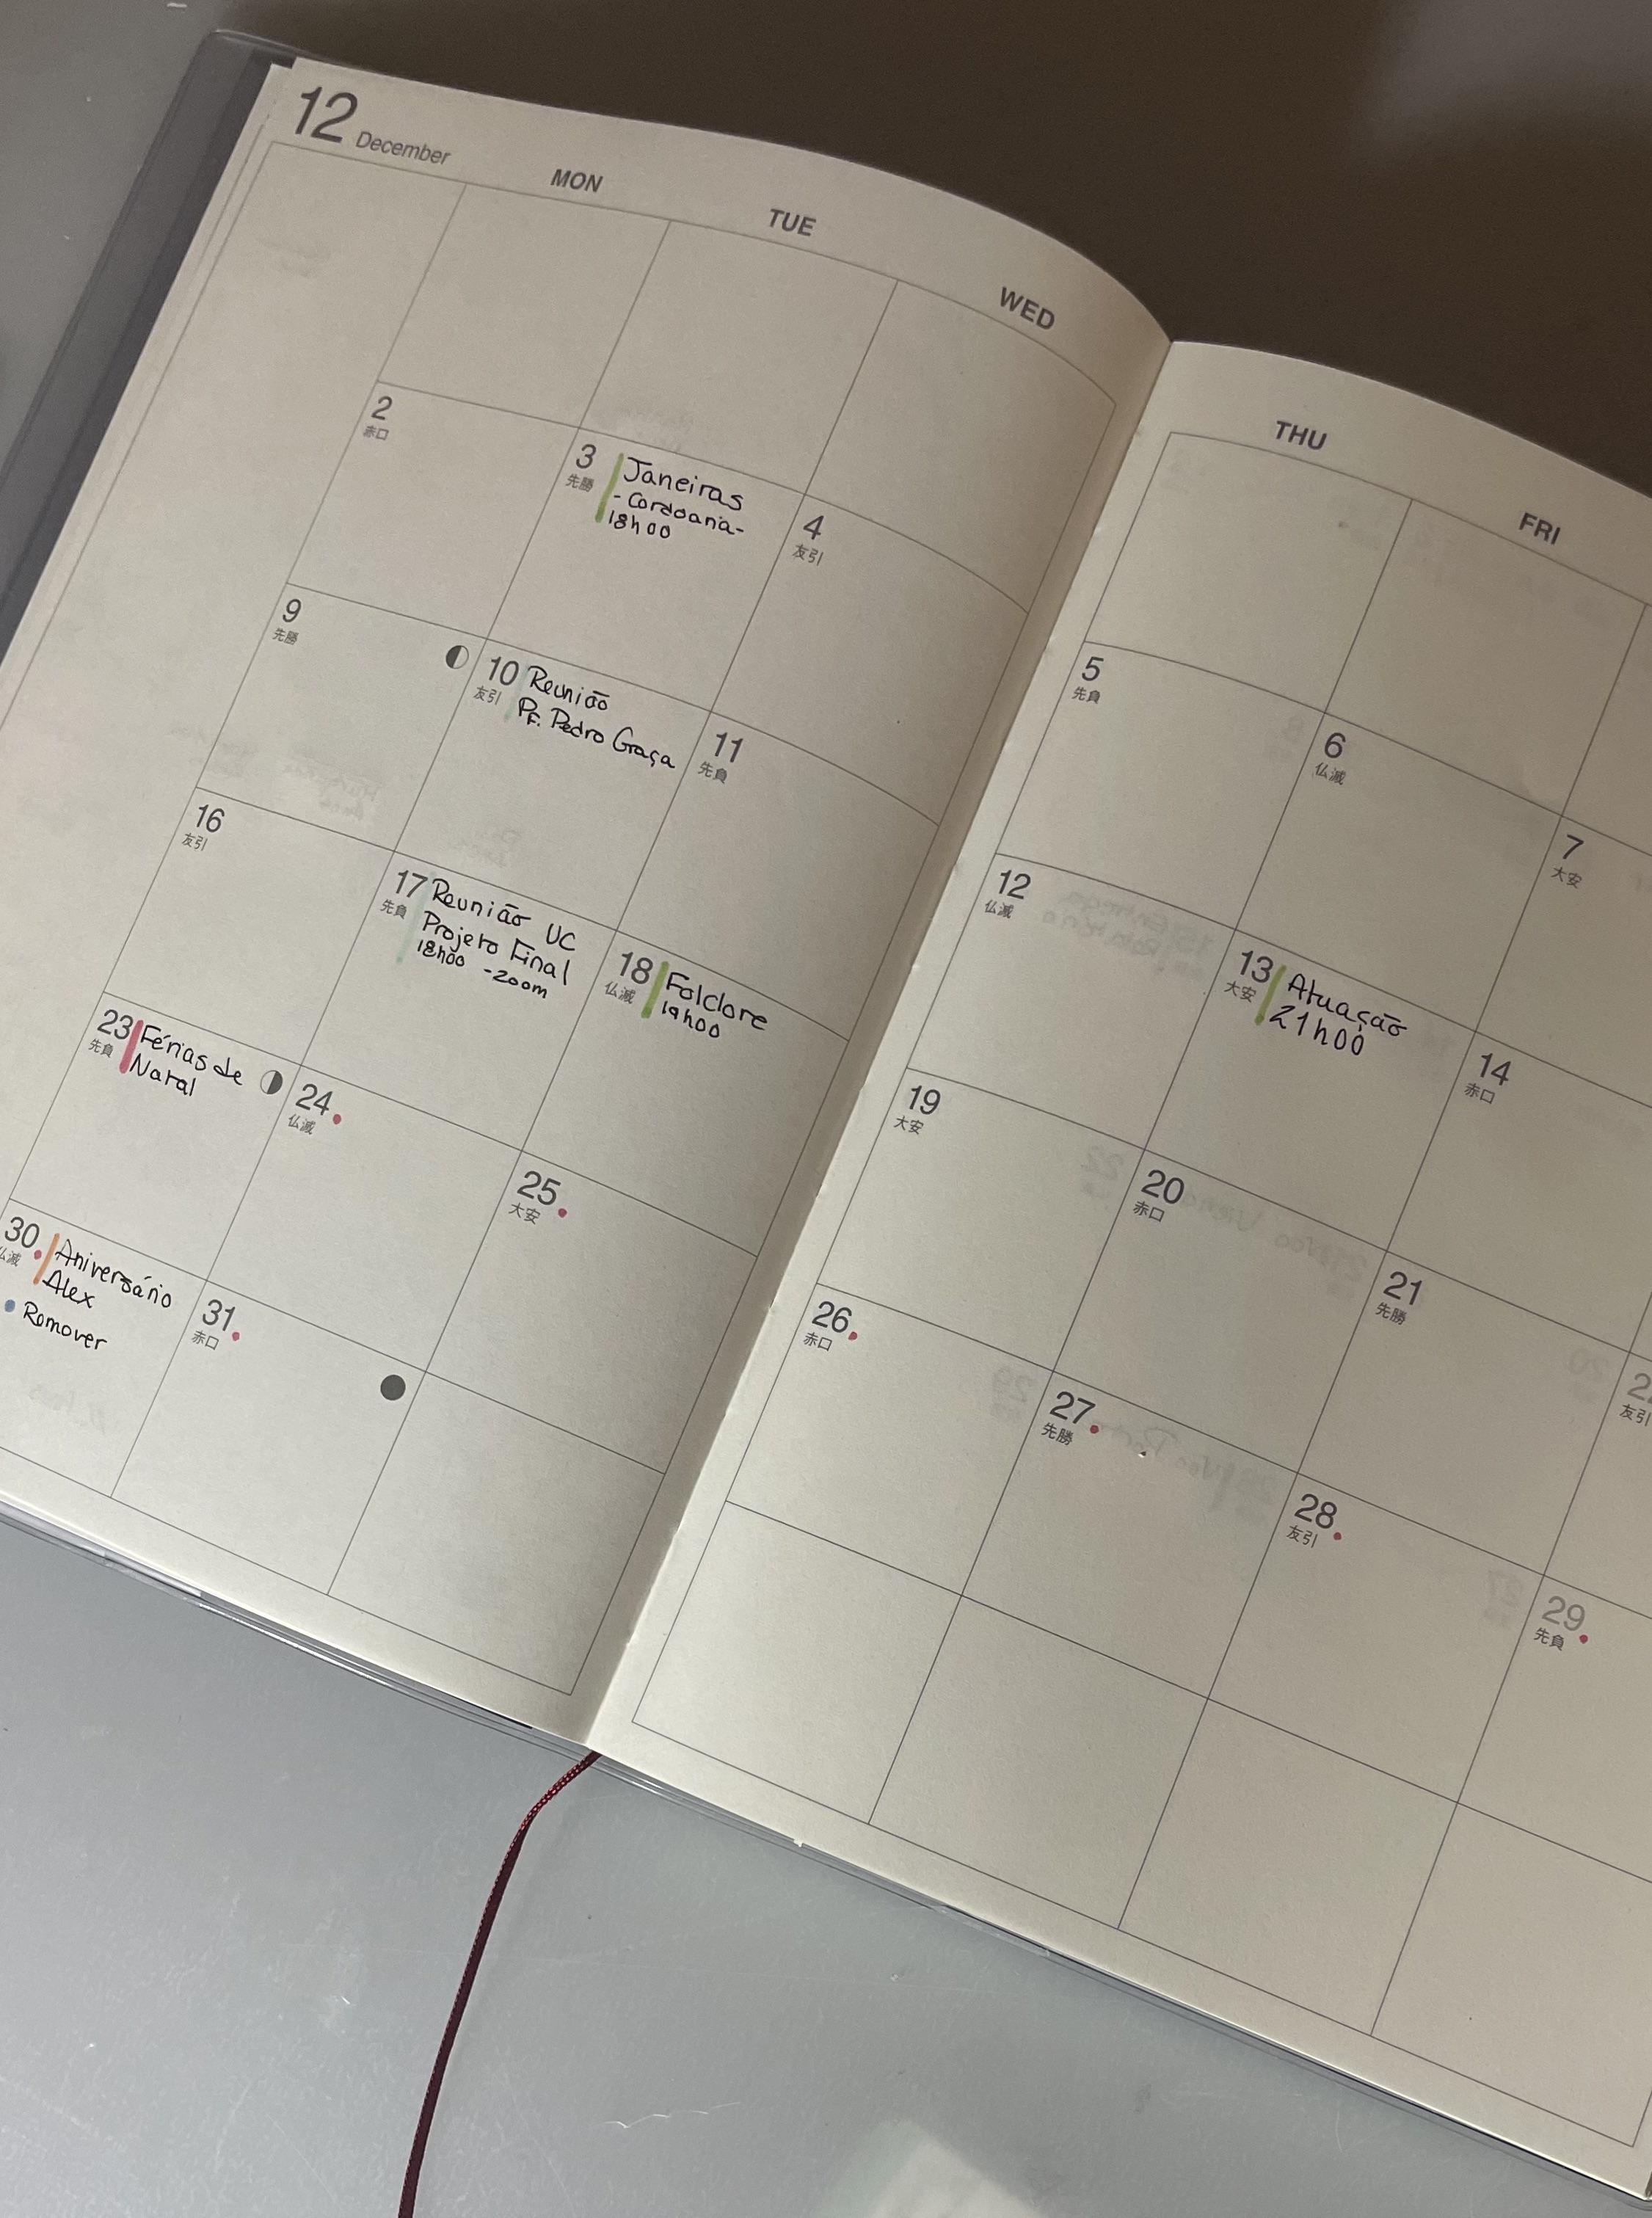 12 December
MON
TUE
WED
THU
FRI
2
赤口
3
先勝
Janeiras
- Cordoaria -
18h00
4
友引
5
先負
6
仏滅
7
大安
9
先勝
10
友引
Reunião
Pf. Pedro Graça
11
先負
12
仏滅
13
大安
Atuação
21h00
14
赤口
16
友引
17
先負
Reunião UC
Projeto Final
18h00 - zoom
18
仏滅
Folclore
19h00
19
大安
20
赤口
21
先勝
友引
23
先負
Férias de
Natal
24
仏滅
25
大安
26
赤口
27
先勝
28
友引
29
先負
30
仏滅
Aniversário
Alex
Remover
31
赤口